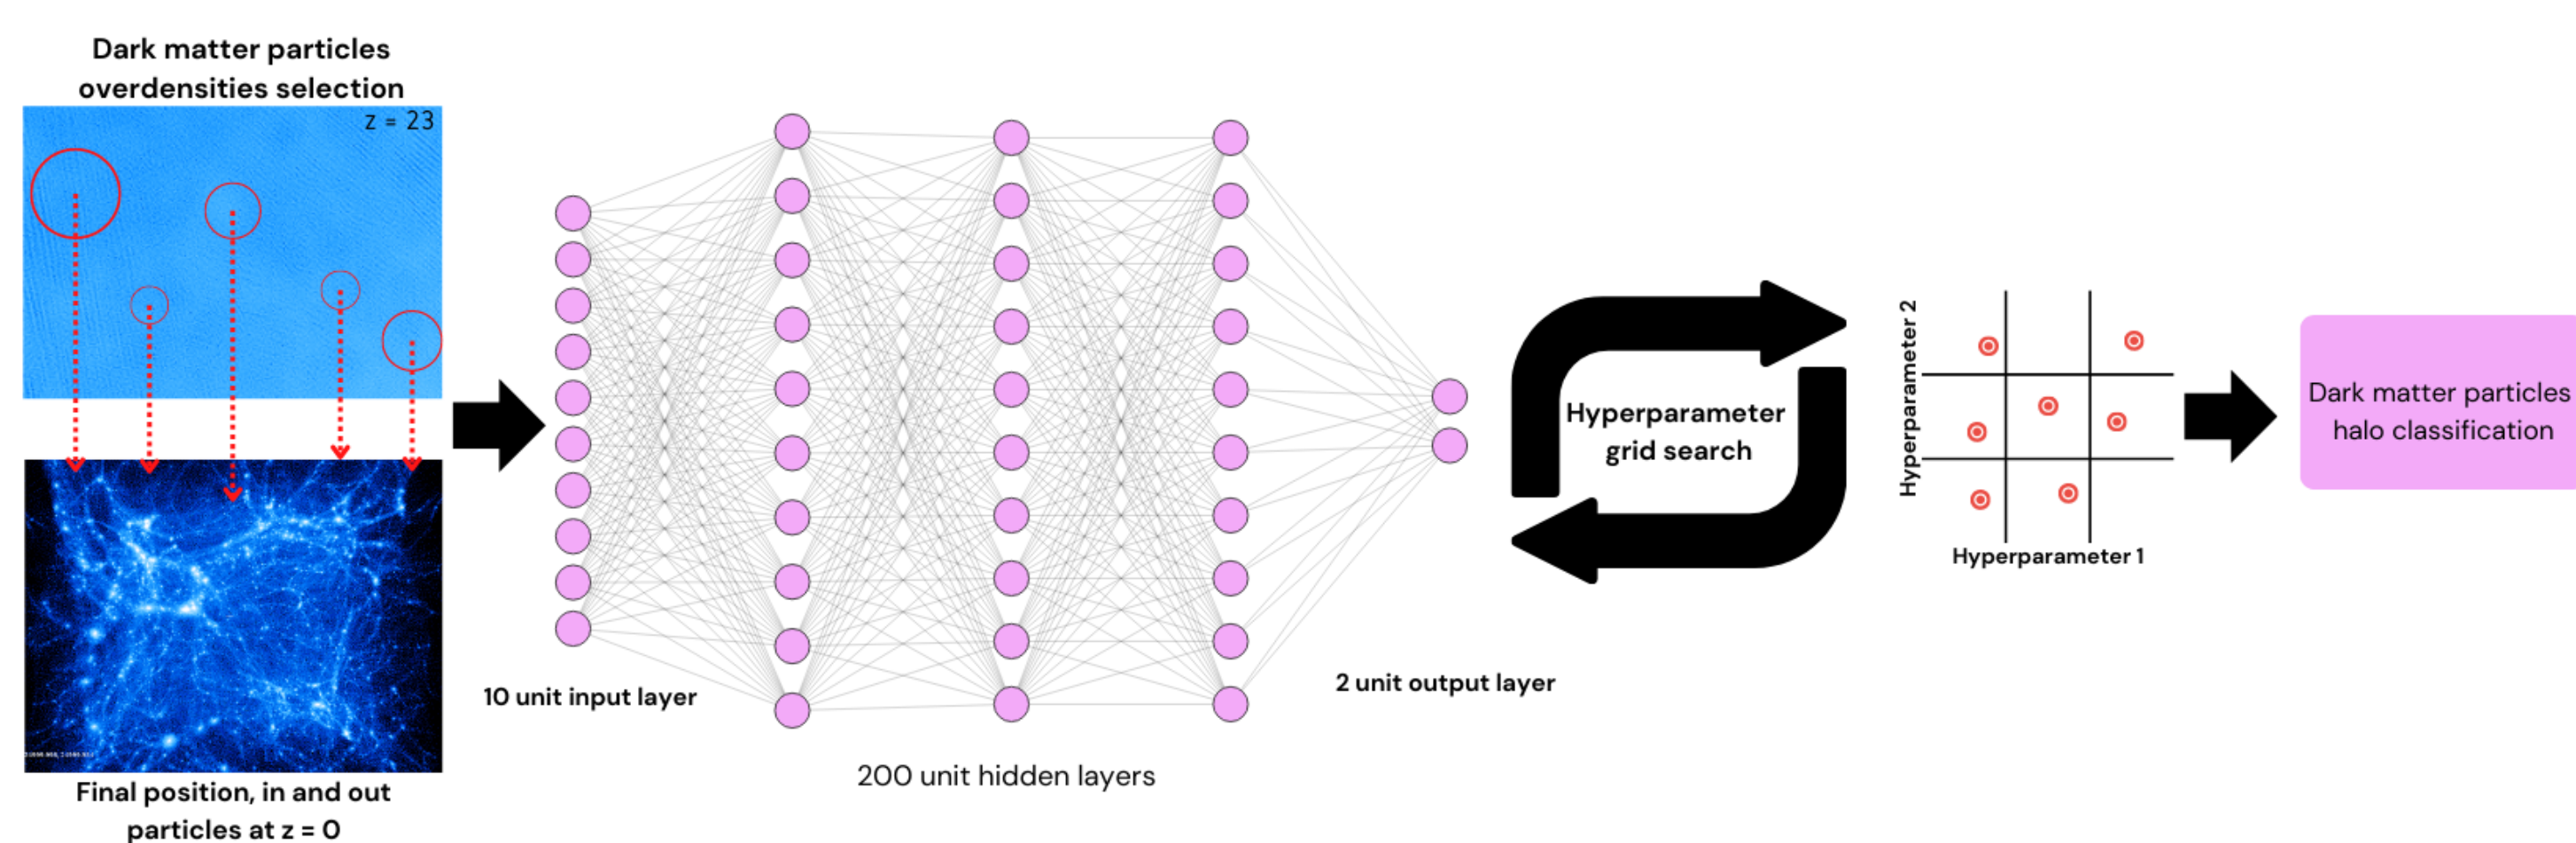 Dark matter particles
overdensities selection
z = 23
Final position, in and out
particles at z = 0
10 unit input layer
200 unit hidden layers
2 unit output layer
Hyperparameter
grid search
Hyperparameter 2
Hyperparameter 1
Dark matter particles
halo classification